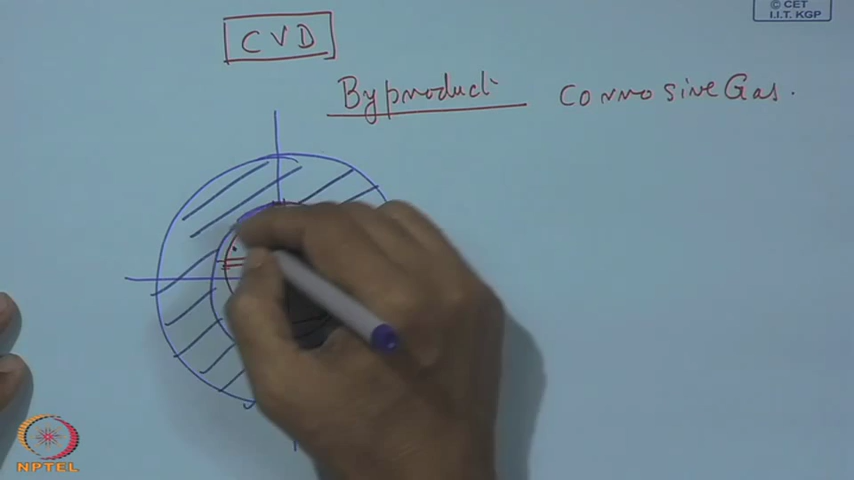 © CET
I.I.T. KGP
CVD
Byproduct Corrosive Gas.
NPTEL